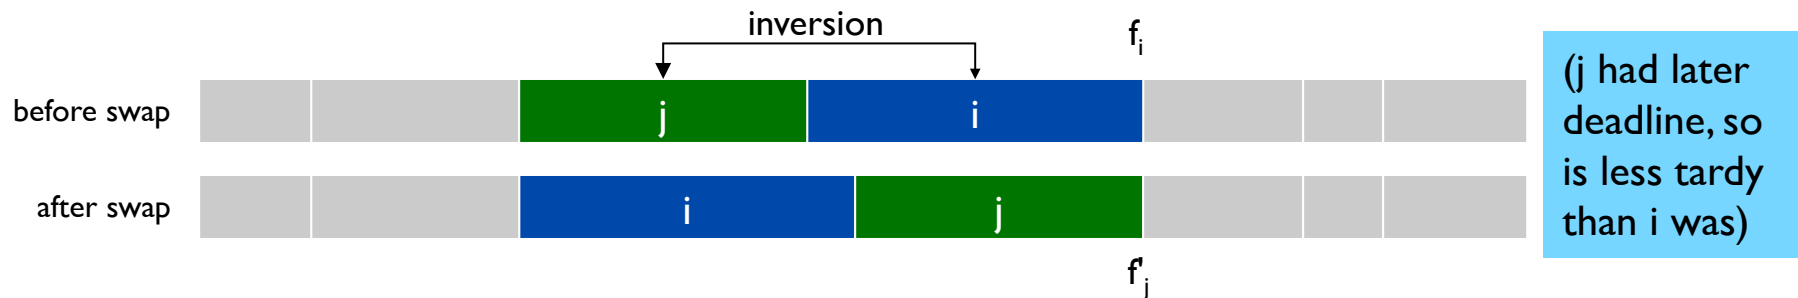 inversion
f_i
before swap
j
i
after swap
i
j
f'_j
(j had later
deadline, so
is less tardy
than i was)